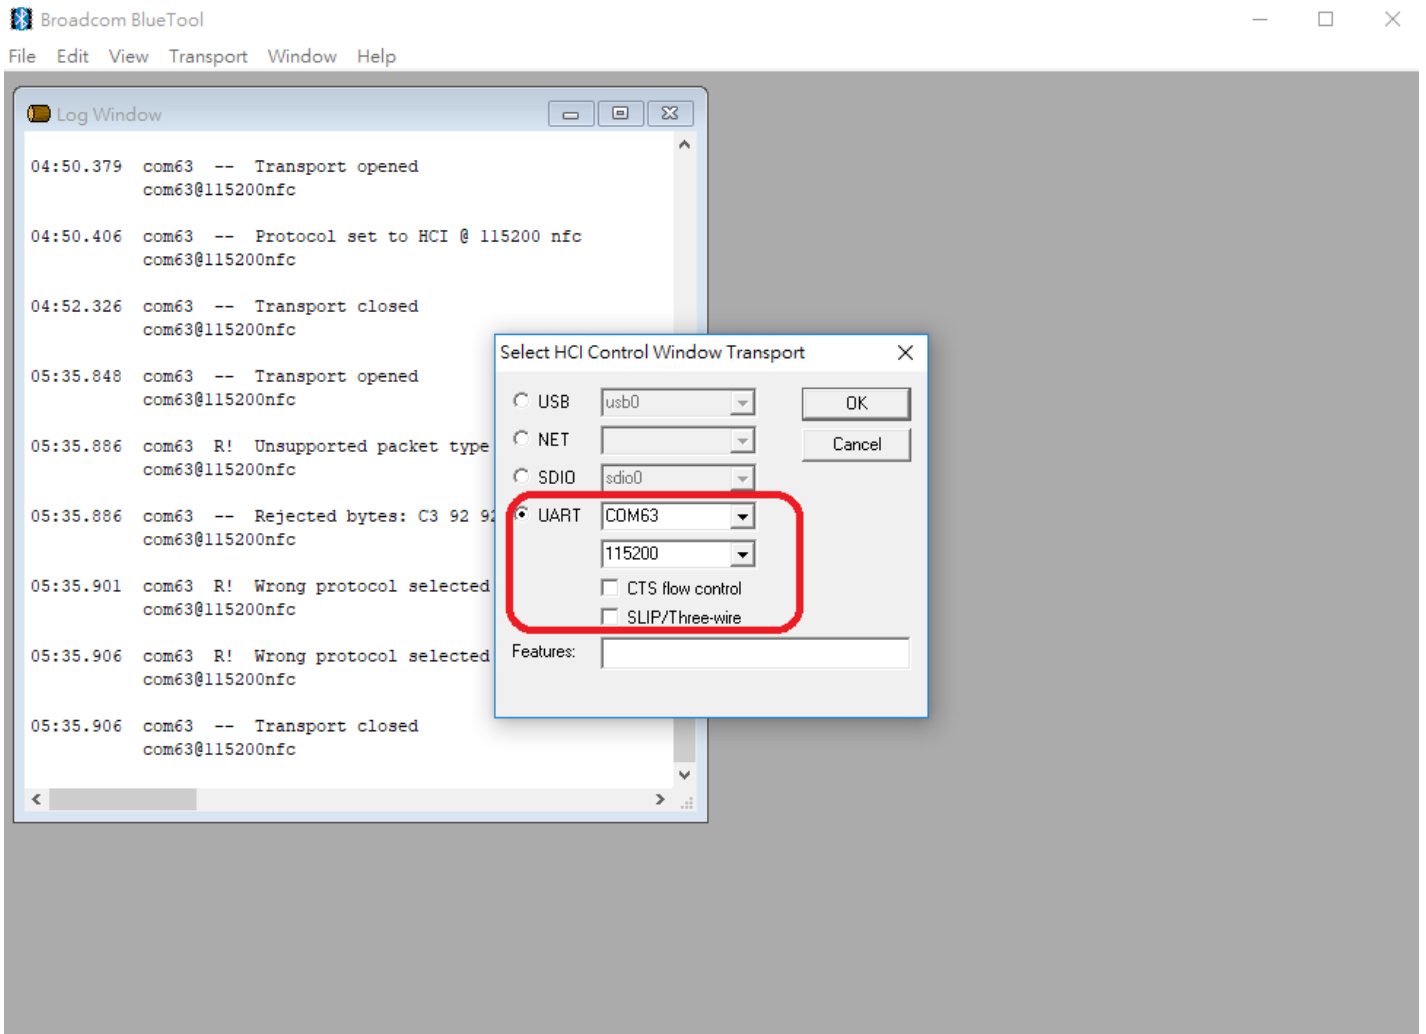 Broadcom BlueTool
File Edit View Transport Window Help
Log Window
04:50.379 com63 -- Transport opened
com63@115200nfc
04:50.406 com63 -- Protocol set to HCI @ 115200 nfc
com63@115200nfc
04:52.326 com63 -- Transport closed
com63@115200nfc
05:35.848 com63 -- Transport opened
com63@115200nfc
05:35.886 com63 R! Unsupported packet type
com63@115200nfc
05:35.886 com63 -- Rejected bytes: C3 92
com63@115200nfc
05:35.901 com63 R! Wrong protocol selected
com63@115200nfc
05:35.906 com63 R! Wrong protocol selected
com63@115200nfc
05:35.906 com63 -- Transport closed
com63@115200nfc
Select HCI Control Window Transport
USB usb0 OK
NET Cancel
SDIO sdio0
UART COM63
115200
CTS flow control
SLIP/Three-wire
Features: